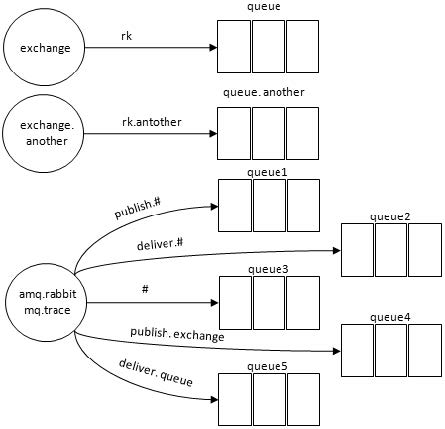 queue
rk
exchange
queue.another
rk.antother
exchange.
another
queue1
publish.#
queue2
deliver.#
queue3
#
amq.rabbit
mq.trace
queue4
publish.exchange
queue5
deliver.queue